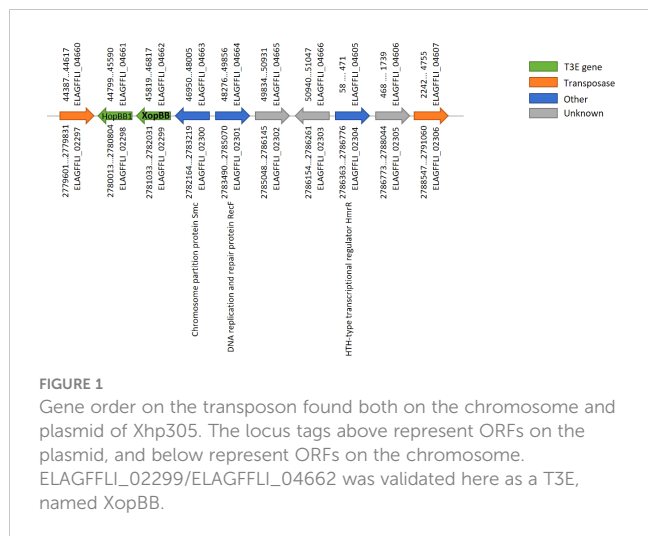 44387...44617
ELAGFFLI_04660
44799...45590
ELAGFFLI_04661
45819...46817
ELAGFFLI_04662
46950...48005
ELAGFFLI_04663
48276...49856
ELAGFFLI_04664
49834...50931
ELAGFFLI_04665
50940...51047
ELAGFFLI_04666
58 .... 471
ELAGFFLI_04605
468 .... 1739
ELAGFFLI_04606
2242... 4755
ELAGFFLI_04607
T3E gene
Transposase
Other
Unknown
HopBB1
XopBB
2779601...2779831
ELAGFFLI_02297
2780013...2780804
ELAGFFLI_02298
2781033...2782031
ELAGFFLI_02299
2782164...2783219
ELAGFFLI_02300
2783490...2785070
ELAGFFLI_02301
2785048...2786145
ELAGFFLI_02302
2786154...2786261
ELAGFFLI_02303
2786363...2786776
ELAGFFLI_02304
2786773...2788044
ELAGFFLI_02305
2788547...2791060
ELAGFFLI_02306
Chromosome partition protein Smc
DNA replication and repair protein RecF
HTH-type transcriptional regulator HmrR
FIGURE 1
Gene order on the transposon found both on the chromosome and
plasmid of Xhp305. The locus tags above represent ORFs on the
plasmid, and below represent ORFs on the chromosome.
ELAGFFLI_02299/ELAGFFLI_04662 was validated here as a T3E,
named XopBB.